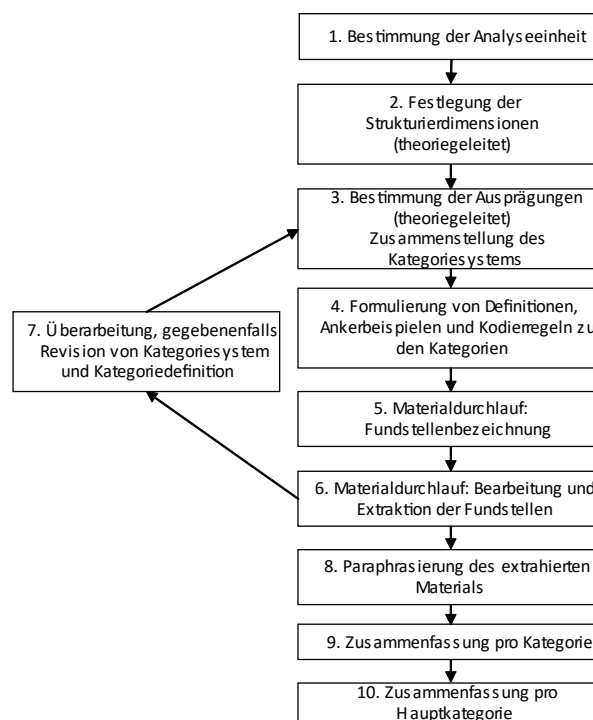 1. Bestimmung der Analyseeinheit
2. Festlegung der
Strukturierdimensionen
(theoriegeleitet)
3. Bestimmung der Ausprägungen
(theoriegeleitet)
Zusammenstellung des
Kategoriesystems
4. Formulierung von Definitionen,
Ankerbeispielen und Kodierregeln zu
den Kategorien
5. Materialdurchlauf:
Fundstellenbezeichnung
6. Materialdurchlauf: Bearbeitung und
Extraktion der Fundstellen
7. Überarbeitung, gegebenenfalls
Revision von Kategoriesystem
und Kategoriedefinition
8. Paraphrasierung des extrahierten
Materials
9. Zusammenfassung pro Kategorie
10. Zusammenfassung pro
Hauptkategorie